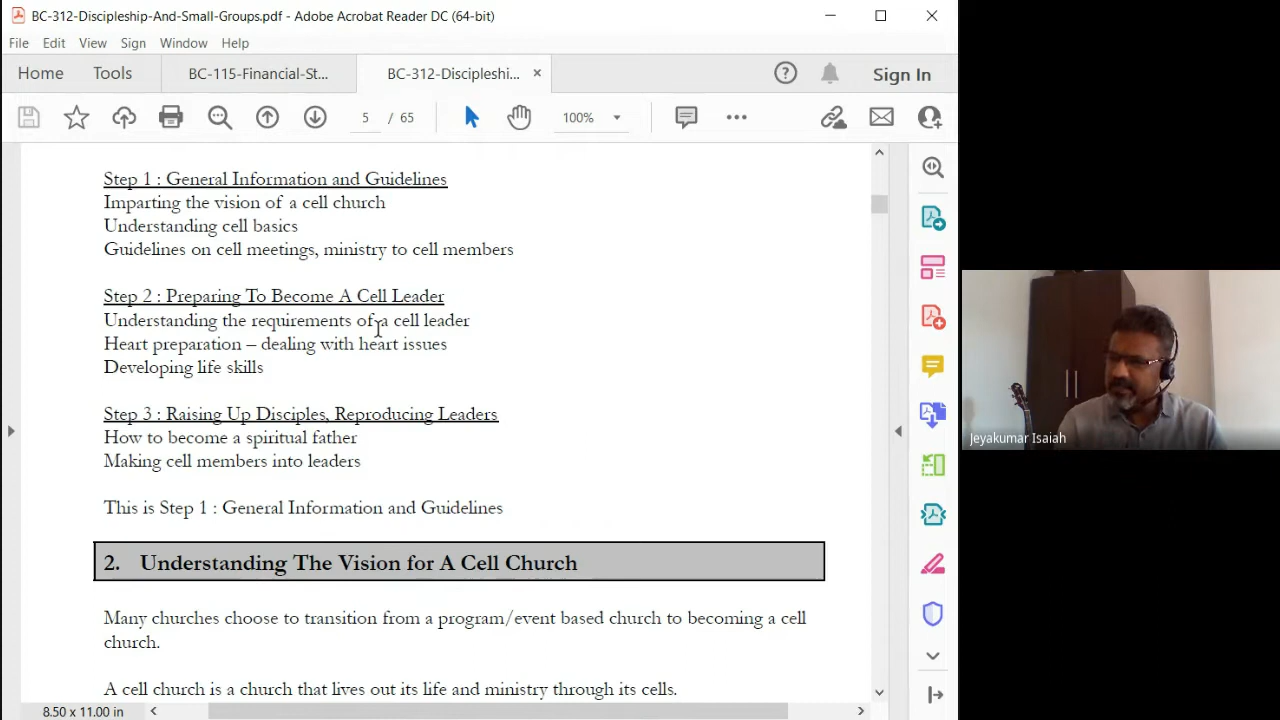 BC-312-Discipleship-And-Small-Groups.pdf - Adobe Acrobat Reader DC (64-bit)
File Edit View Sign Window Help
Home Tools BC-115-Financial-St... BC-312-Discipleshi... × Sign In
5 / 65 100%
Step 1 : General Information and Guidelines
Imparting the vision of a cell church
Understanding cell basics
Guidelines on cell meetings, ministry to cell members
Step 2 : Preparing To Become A Cell Leader
Understanding the requirements of a cell leader
Heart preparation – dealing with heart issues
Developing life skills
Step 3 : Raising Up Disciples, Reproducing Leaders
How to become a spiritual father
Making cell members into leaders
This is Step 1 : General Information and Guidelines
2. Understanding The Vision for A Cell Church
Many churches choose to transition from a program/event based church to becoming a cell
church.
A cell church is a church that lives out its life and ministry through its cells.
8.50 x 11.00 in
Jeyakumar Isaiah